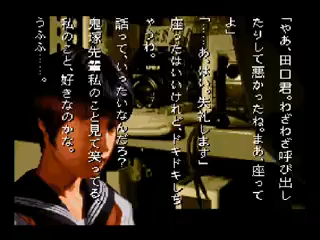 「やあ、田口君。わざわざ呼び出し
たりして悪かったね。まあ、座って
よ」
「……あ、はい。失礼します」
座ったはいいけれど、ドキドキしち
ゃうわ。
話って、いったいなんだろ？
鬼塚先輩、私のこと見て笑ってる。
私のこと、好きなのかな。
うふふ……。